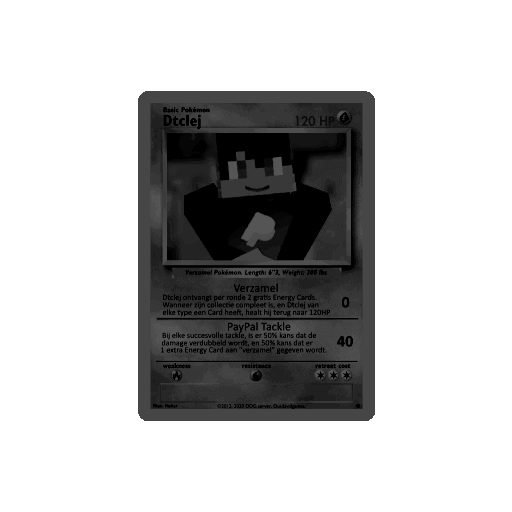 Basic Pokémon
Dtclej
120 HP
Verzamel Pokémon. Length: 6"3, Weight: 200 lbs
Verzamel
Dtclej ontvangt per ronde 2 gratis Energy Cards.
Wanneer zijn collectie compleet is, en Dtclej van
elke type een Card heeft, healt hij terug naar 120HP.
0
PayPal Tackle
Bij elke succesvolle tackle, is er 50% kans dat de
damage verdubbeld wordt, en 50% kans dat er
1 extra Energy Card aan "verzamel" gegeven wordt.
40
weakness
resistance
retreat cost